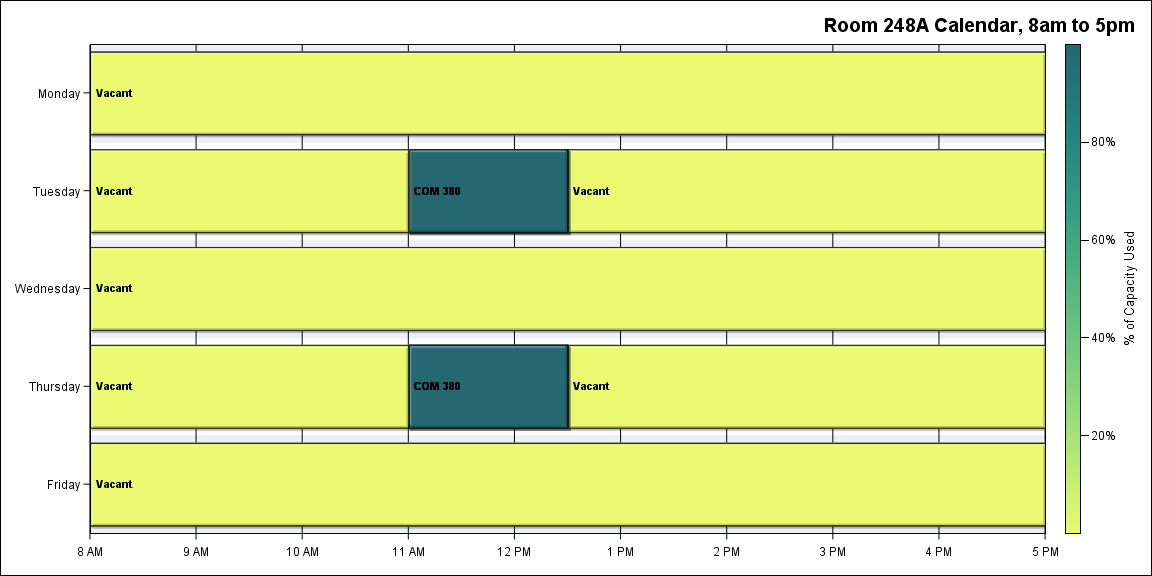 Room 248A Calendar, 8am to 5pm
Monday
Vacant
Tuesday
Vacant
COM 380
Vacant
Wednesday
Vacant
Thursday
Vacant
COM 380
Vacant
Friday
Vacant
8 AM
9 AM
10 AM
11 AM
12 PM
1 PM
2 PM
3 PM
4 PM
5 PM
80%
60%
40%
20%
% of Capacity Used